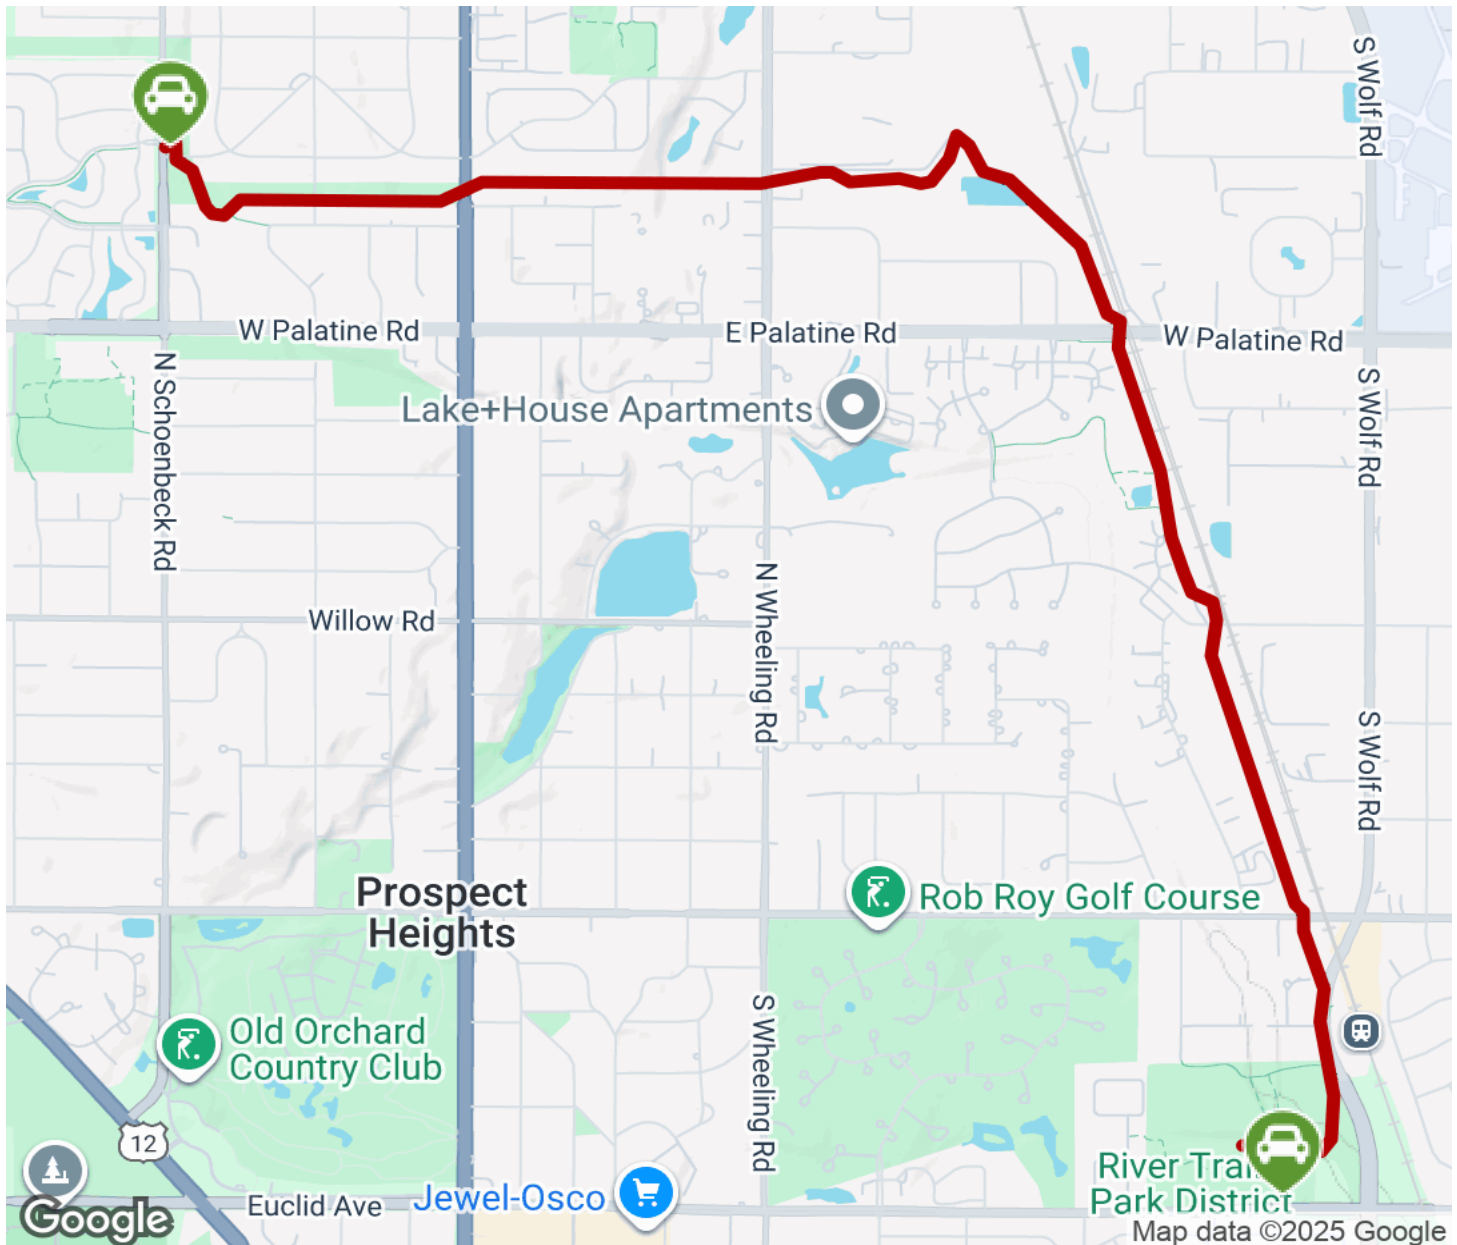 S Wolf Rd
W Palatine Rd
E Palatine Rd
W Palatine Rd
N Schoenbeck Rd
Lake+House Apartments
S Wolf Rd
Willow Rd
N Wheeling Rd
S Wolf Rd
Prospect
Heights
Rob Roy Golf Course
Old Orchard
Country Club
S Wheeling Rd
12
River Trai
Park District
Euclid Ave
Jewel-Osco
Google
Map data ©2025 Google